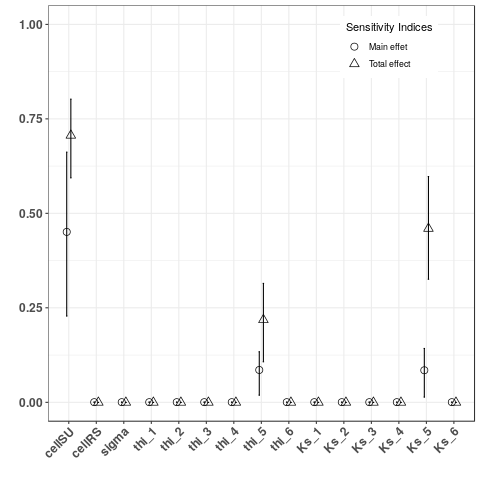 Sensitivity Indices
Main effet
Total effect
1.00
0.75
0.50
0.25
0.00
cellSU
cellRS
sigma
thi_1
thi_2
thi_3
thi_4
thi_5
thi_6
Ks_1
Ks_2
Ks_3
Ks_4
Ks_5
Ks_6